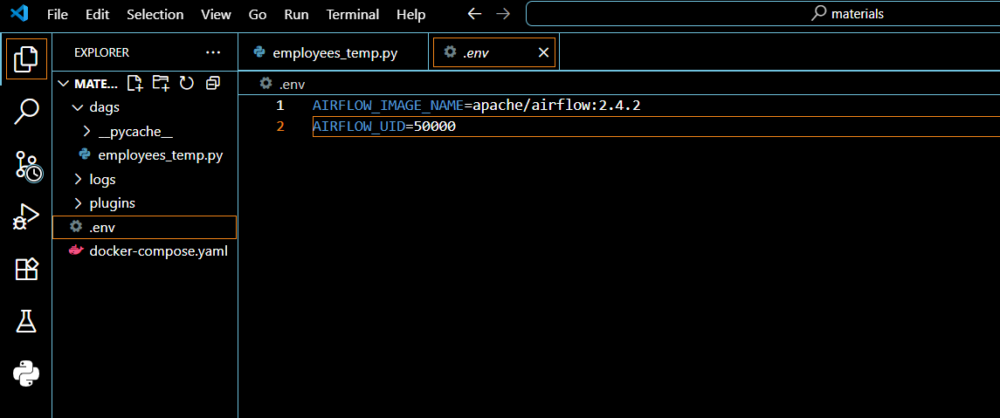 File Edit Selection View Go Run Terminal Help
materials
EXPLORER
employees_temp.py
.env
MATE...
.env
dags
1 AIRFLOW_IMAGE_NAME=apache/airflow:2.4.2
2 AIRFLOW_UID=50000
__pycache__
employees_temp.py
logs
plugins
.env
docker-compose.yaml